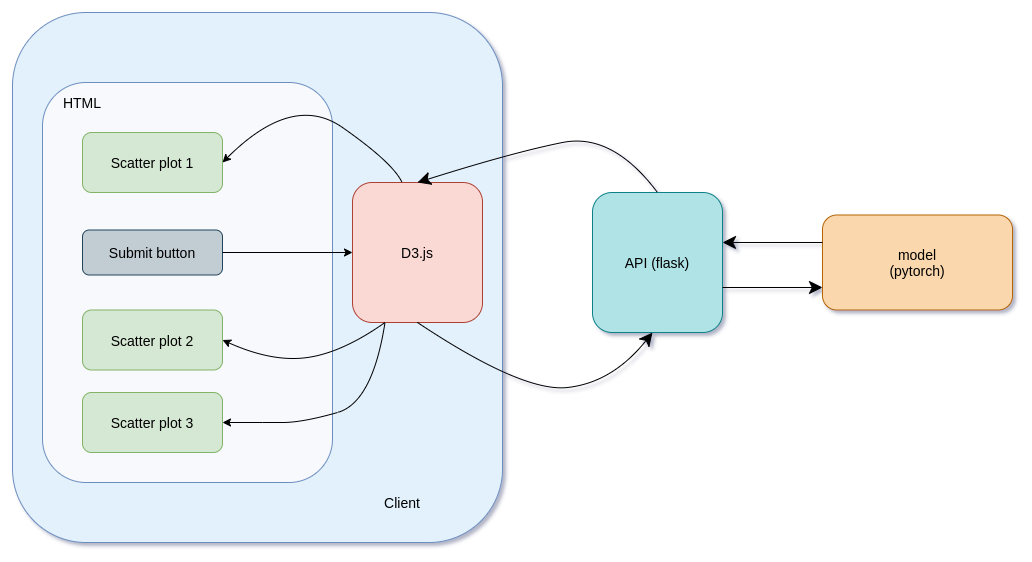 HTML
Scatter plot 1
Submit button
Scatter plot 2
Scatter plot 3
D3.js
Client
API (flask)
model
(pytorch)